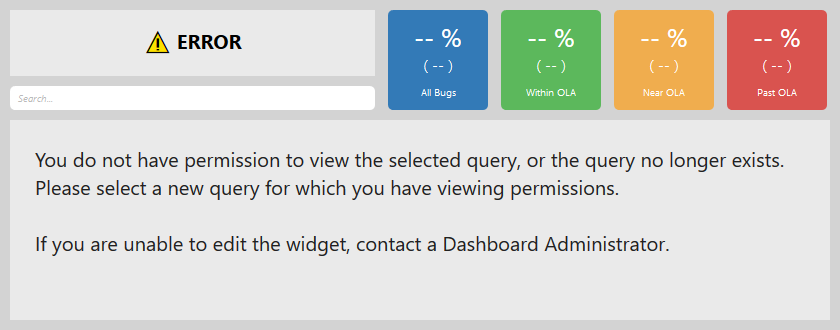 ERROR
Search...
-- %
( -- )
All Bugs
-- %
( -- )
Within OLA
-- %
( -- )
Near OLA
-- %
( -- )
Past OLA
You do not have permission to view the selected query, or the query no longer exists.
Please select a new query for which you have viewing permissions.
If you are unable to edit the widget, contact a Dashboard Administrator.